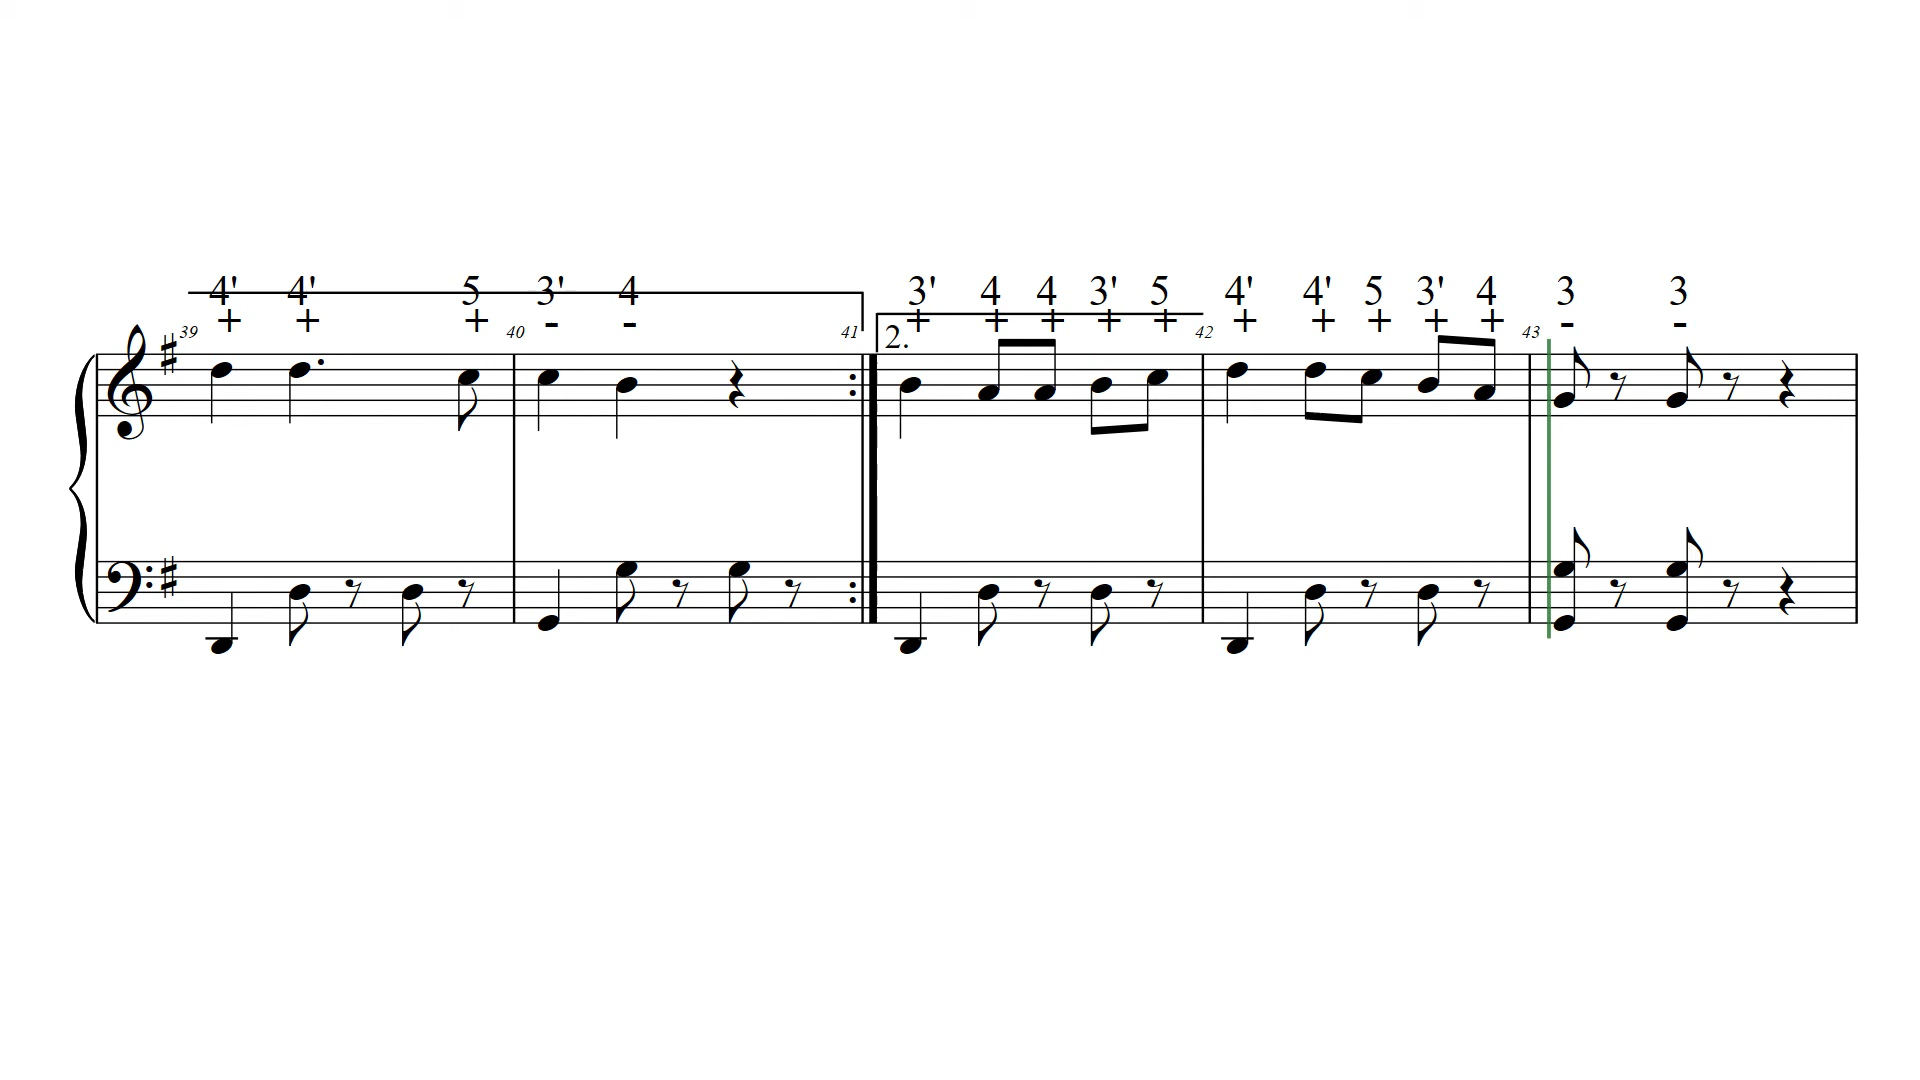 4' 4' 5 3' 4 3' 4 4 3' 5 4' 4' 5 3' 4 3 3
+ + + - - + + + + + + + + + + - -
39 40 41 2. 42 43